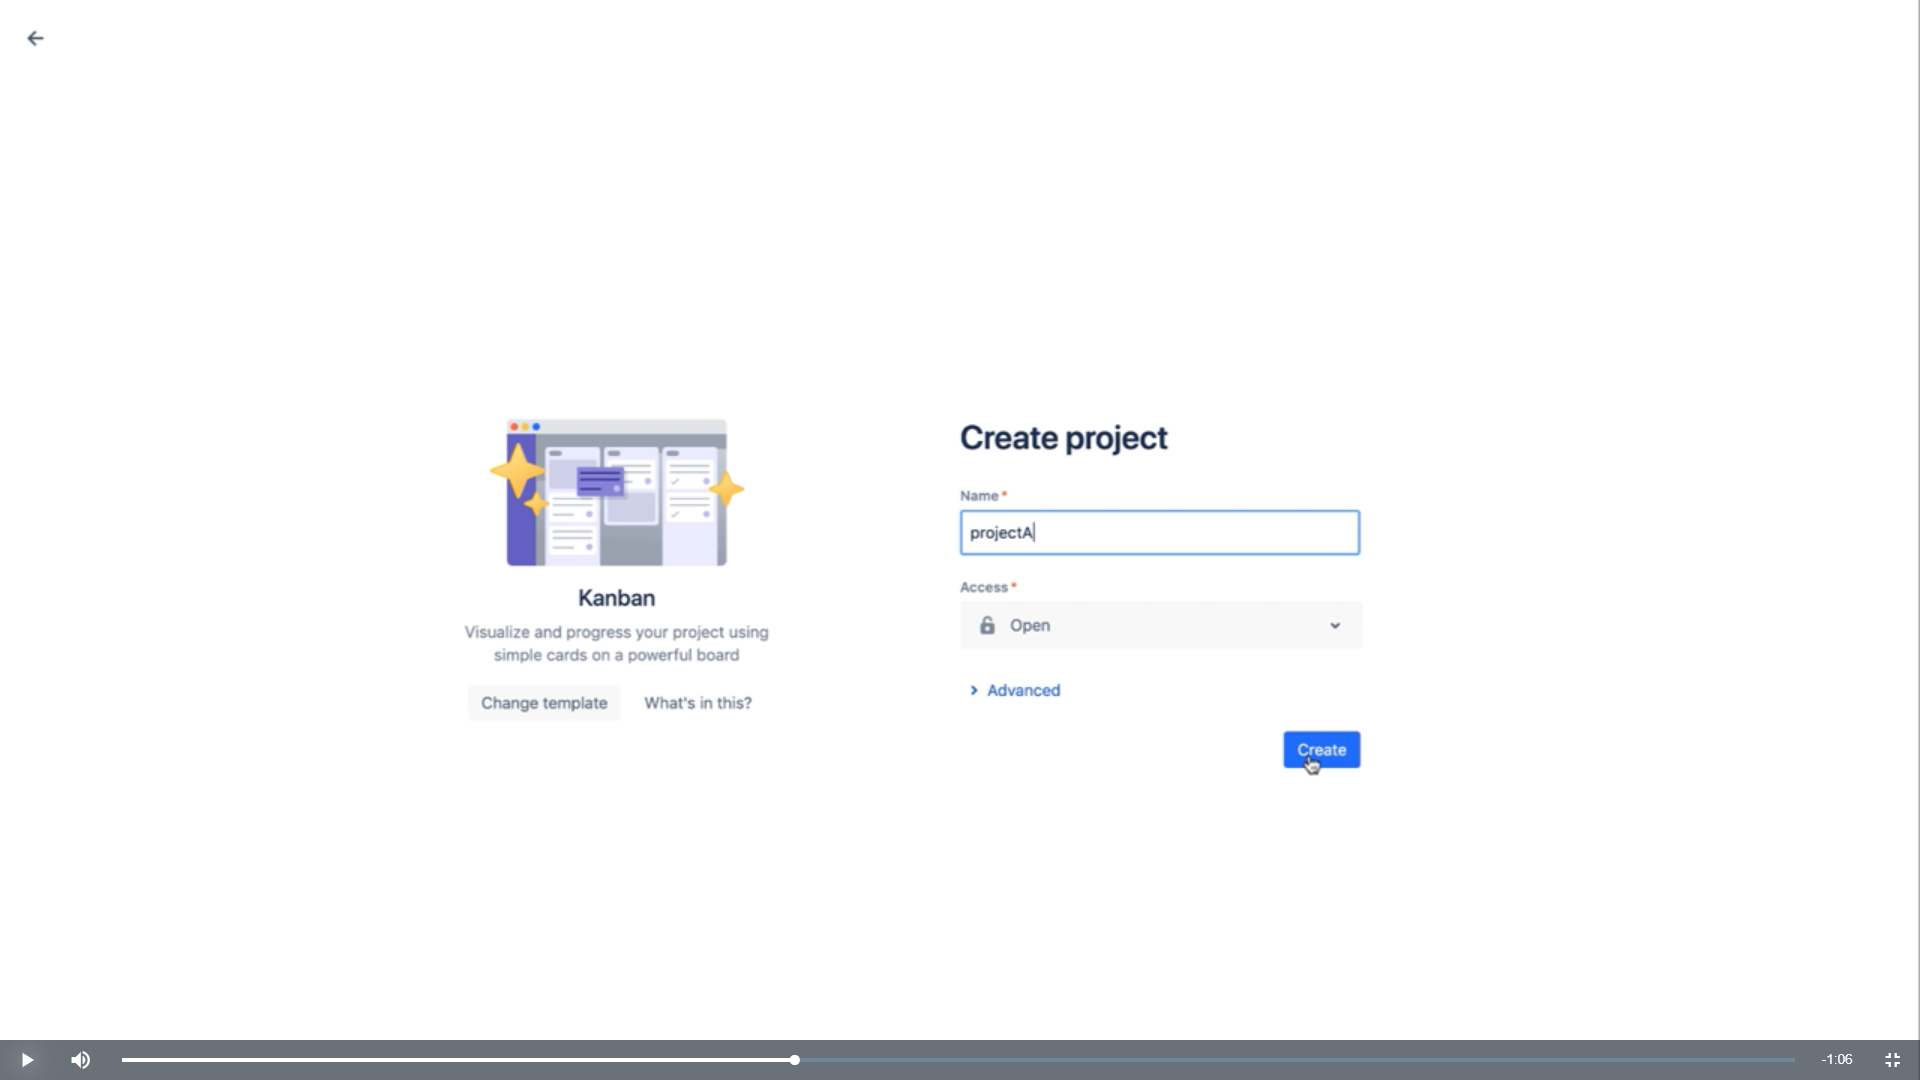 Create project
Name *
projectA
Access *
Open
Advanced
Create
Kanban
Visualize and progress your project using
simple cards on a powerful board
Change template
What's in this?
-1:06